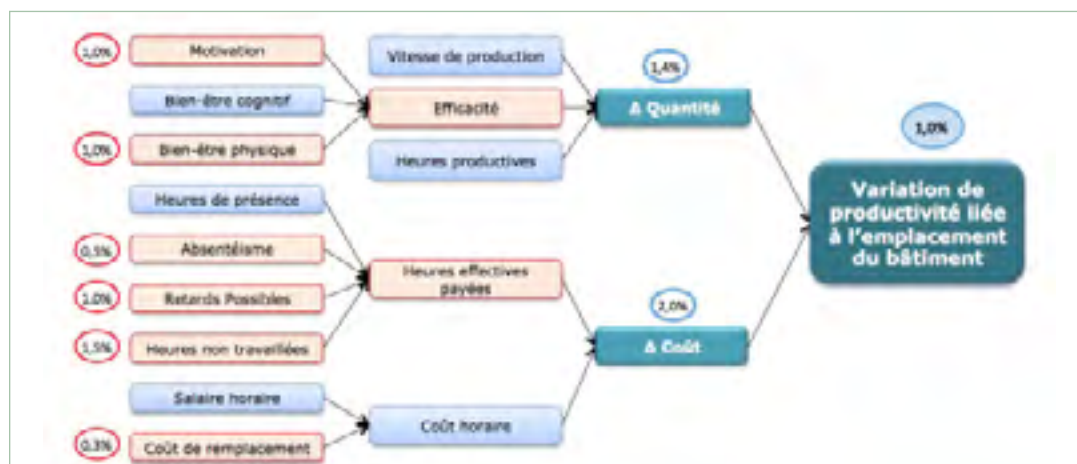 1,0%
Motivation
Bien-être cognitif
1,0%
Bien-être physique
Heures de présence
0,5%
Absentéisme
1,0%
Retards Possibles
1,5%
Heures non travaillées
Salaire horaire
0,3%
Coût de remplacement
Vitesse de production
Efficacité
Heures productives
Heures effectives
payées
Coût horaire
1,4%
Δ Quantité
2,0%
Δ Coût
1,0%
Variation de
productivité liée
à l'emplacement
du bâtiment